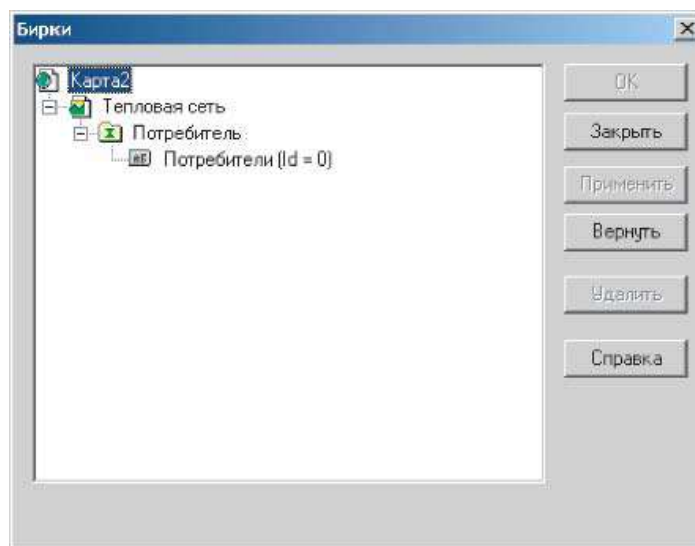 Бирки
Карта2
Тепловая сеть
Потребитель
Потребители (Id = 0)
OK
Закрыть
Применить
Вернуть
Удалить
Справка